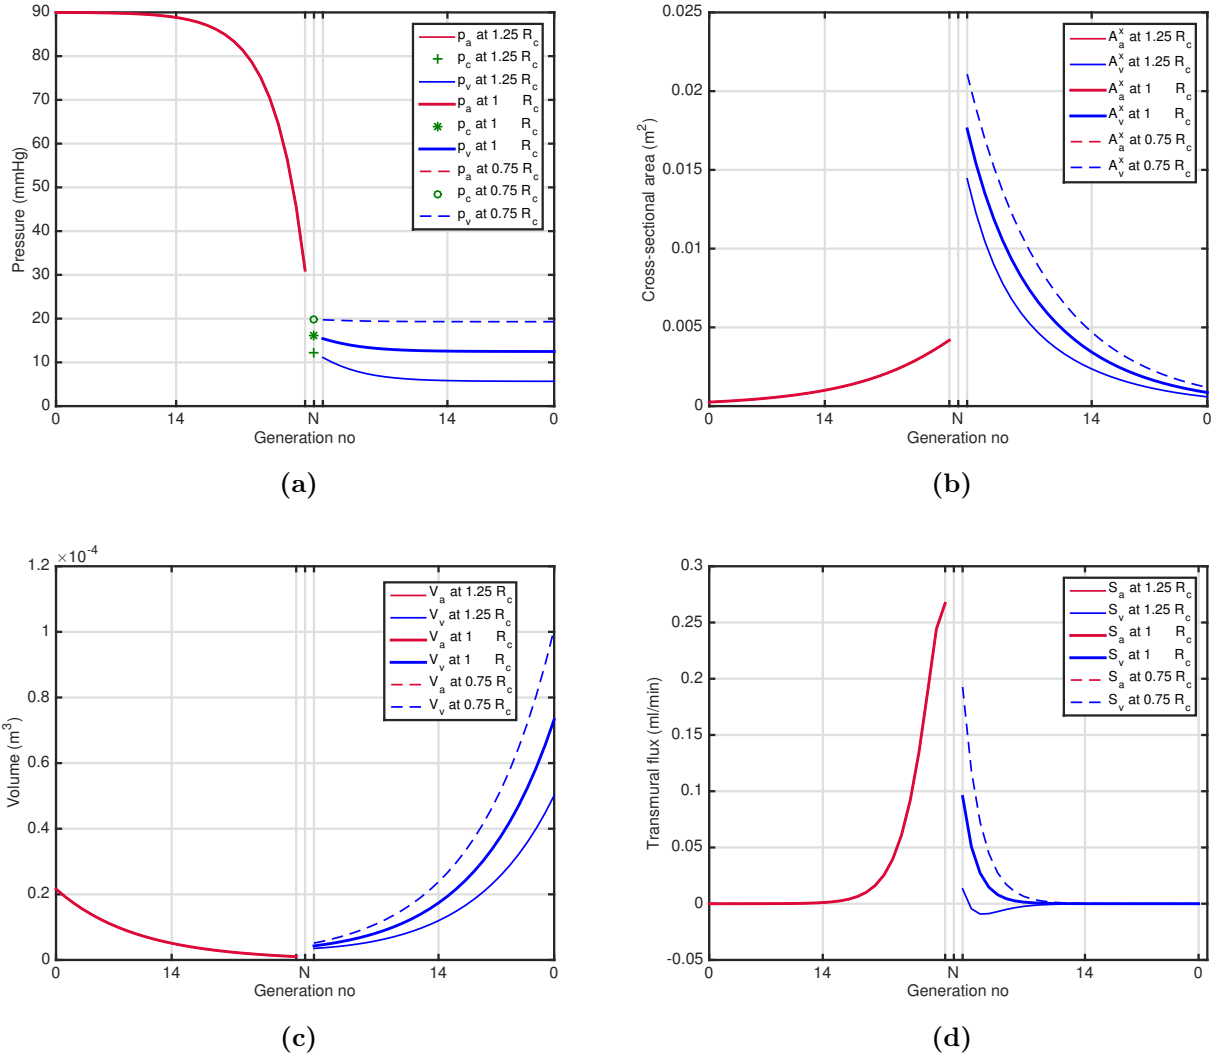 90
80
70
60
50
40
30
20
10
0
Pressure (mmHg)
0 14 N 14 0
Generation no
p_a at 1.25 R_c
p_c at 1.25 R_c
p_v at 1.25 R_c
p_a at 1 R_c
p_c at 1 R_c
p_v at 1 R_c
p_a at 0.75 R_c
p_c at 0.75 R_c
p_v at 0.75 R_c
(a)
0.025
0.02
0.015
0.01
0.005
0
Cross-sectional area (m²)
0 14 N 14 0
Generation no
A_a^x at 1.25 R_c
A_v^x at 1.25 R_c
A_a^x at 1 R_c
A_v^x at 1 R_c
A_a^x at 0.75 R_c
A_v^x at 0.75 R_c
(b)
×10⁻⁴
1.2
1
0.8
0.6
0.4
0.2
0
Volume (m³)
0 14 N 14 0
Generation no
V_a at 1.25 R_c
V_v at 1.25 R_c
V_a at 1 R_c
V_v at 1 R_c
V_a at 0.75 R_c
V_v at 0.75 R_c
(c)
0.3
0.25
0.2
0.15
0.1
0.05
0
-0.05
Transmural flux (ml/min)
0 14 N 14 0
Generation no
S_a at 1.25 R_c
S_v at 1.25 R_c
S_a at 1 R_c
S_v at 1 R_c
S_a at 0.75 R_c
S_v at 0.75 R_c
(d)